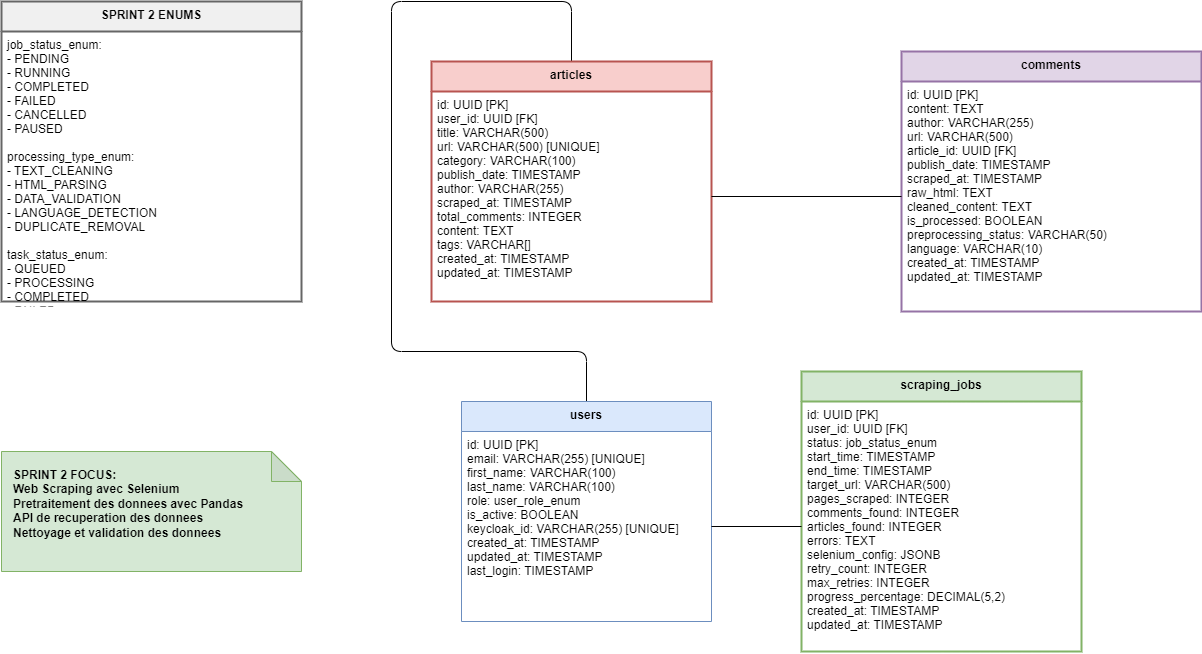 SPRINT 2 ENUMS
job_status_enum:
- PENDING
- RUNNING
- COMPLETED
- FAILED
- CANCELLED
- PAUSED
processing_type_enum:
- TEXT_CLEANING
- HTML_PARSING
- DATA_VALIDATION
- LANGUAGE_DETECTION
- DUPLICATE_REMOVAL
task_status_enum:
- QUEUED
- PROCESSING
- COMPLETED
articles
id: UUID [PK]
user_id: UUID [FK]
title: VARCHAR(500)
url: VARCHAR(500) [UNIQUE]
category: VARCHAR(100)
publish_date: TIMESTAMP
author: VARCHAR(255)
scraped_at: TIMESTAMP
total_comments: INTEGER
content: TEXT
tags: VARCHAR[]
created_at: TIMESTAMP
updated_at: TIMESTAMP
comments
id: UUID [PK]
content: TEXT
author: VARCHAR(255)
url: VARCHAR(500)
article_id: UUID [FK]
publish_date: TIMESTAMP
scraped_at: TIMESTAMP
raw_html: TEXT
cleaned_content: TEXT
is_processed: BOOLEAN
preprocessing_status: VARCHAR(50)
language: VARCHAR(10)
created_at: TIMESTAMP
updated_at: TIMESTAMP
SPRINT 2 FOCUS:
Web Scraping avec Selenium
Pretraitement des donnees avec Pandas
API de recuperation des donnees
Nettoyage et validation des donnees
users
id: UUID [PK]
email: VARCHAR(255) [UNIQUE]
first_name: VARCHAR(100)
last_name: VARCHAR(100)
role: user_role_enum
is_active: BOOLEAN
keycloak_id: VARCHAR(255) [UNIQUE]
created_at: TIMESTAMP
updated_at: TIMESTAMP
last_login: TIMESTAMP
scraping_jobs
id: UUID [PK]
user_id: UUID [FK]
status: job_status_enum
start_time: TIMESTAMP
end_time: TIMESTAMP
target_url: VARCHAR(500)
pages_scraped: INTEGER
comments_found: INTEGER
articles_found: INTEGER
errors: TEXT
selenium_config: JSONB
retry_count: INTEGER
max_retries: INTEGER
progress_percentage: DECIMAL(5,2)
created_at: TIMESTAMP
updated_at: TIMESTAMP